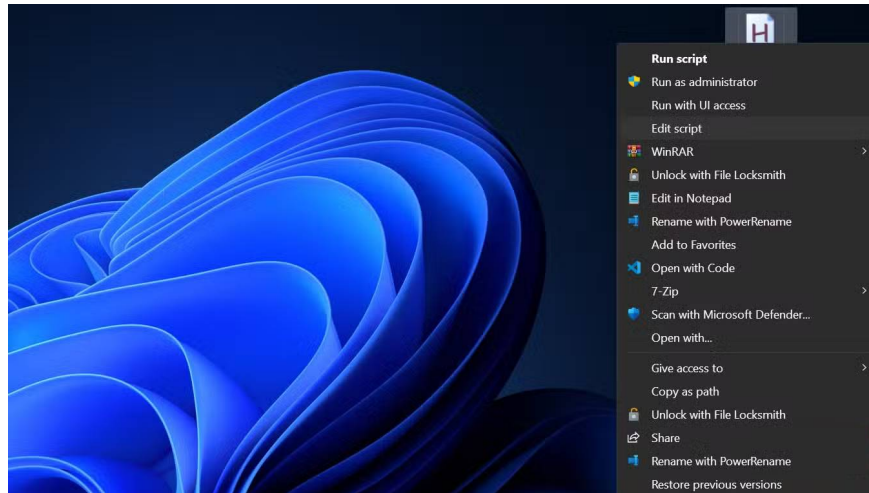 H
Run script
Run as administrator
Run with UI access
Edit script
WinRAR
Unlock with File Locksmith
Edit in Notepad
Rename with PowerRename
Add to Favorites
Open with Code
7-Zip
Scan with Microsoft Defender...
Open with...
Give access to
Copy as path
Unlock with File Locksmith
Share
Rename with PowerRename
Restore previous versions